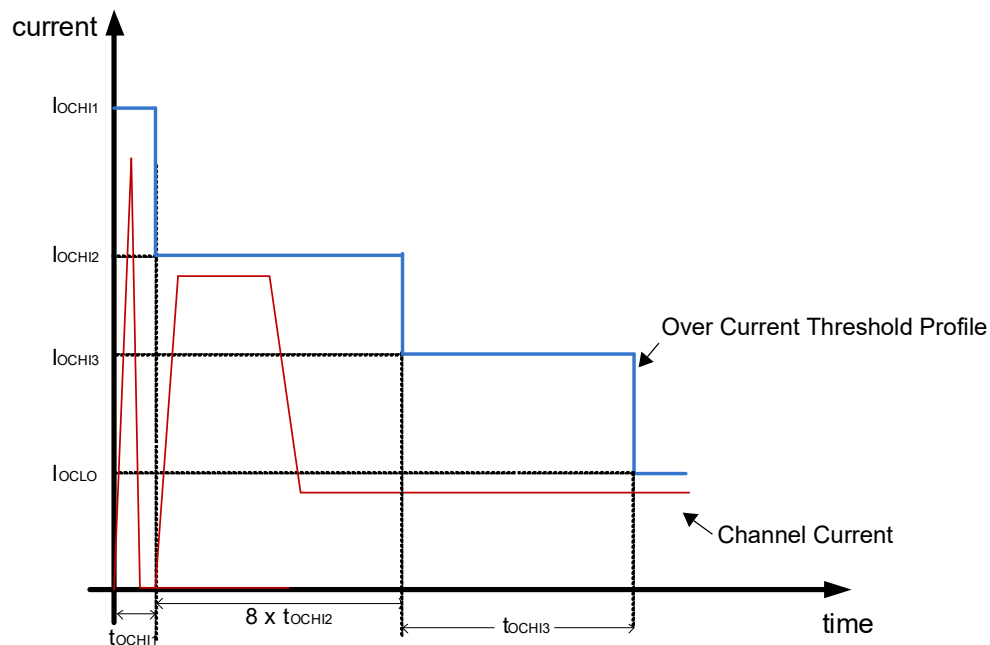 current
IOCHI1
IOCHI2
Over Current Threshold Profile
IOCHI3
IOCLO
Channel Current
8 x tOCHI2
tOCHI3
time
tOCHI1